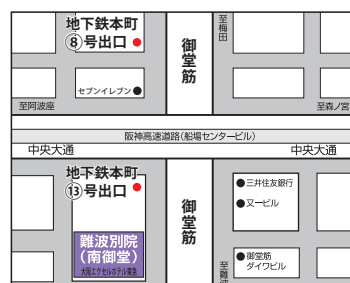 地下鉄本町
⑧号出口
御堂筋
至梅田
セブンイレブン
至阿波座
至森ノ宮
阪神高速道路(船場センタービル)
中央大通
中央大通
地下鉄本町
⑬号出口
御堂筋
三井住友銀行
又一ビル
難波別院
(南御堂)
大阪エクセルホテル東急
御堂筋
ダイワビル
至難波